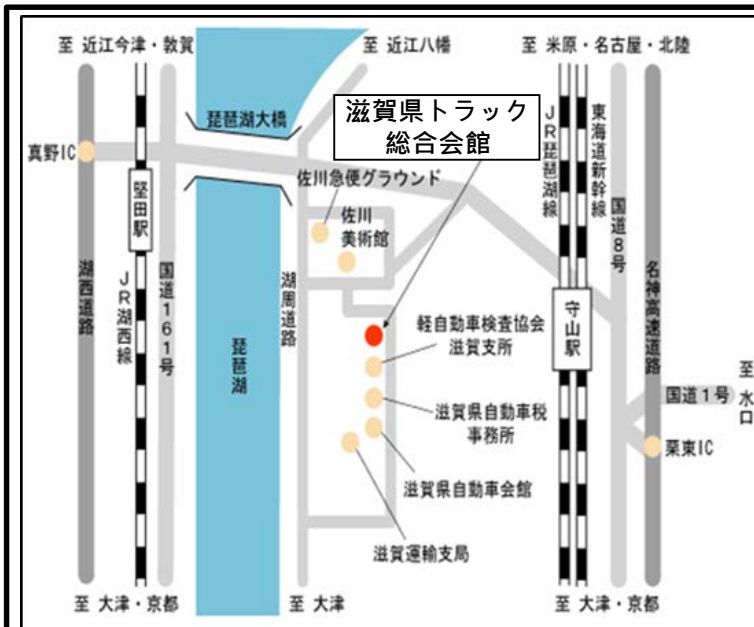 至 近江今津・敦賀
至 近江八幡
至 米原・名古屋・北陸
琵琶湖大橋
滋賀県トラック
総合会館
真野IC
堅田駅
佐川急便グラウンド
佐川
美術館
JR琵琶湖線
東海道新幹線
国道8号
湖西道路
JR湖西線
国道161号
琵琶湖
湖周道路
軽自動車検査協会
滋賀支所
守山駅
名神高速道路
至 水口
国道1号
滋賀県自動車税
事務所
栗東IC
滋賀県自動車会館
滋賀運輸支局
至 大津・京都
至 大津
至 大津・京都